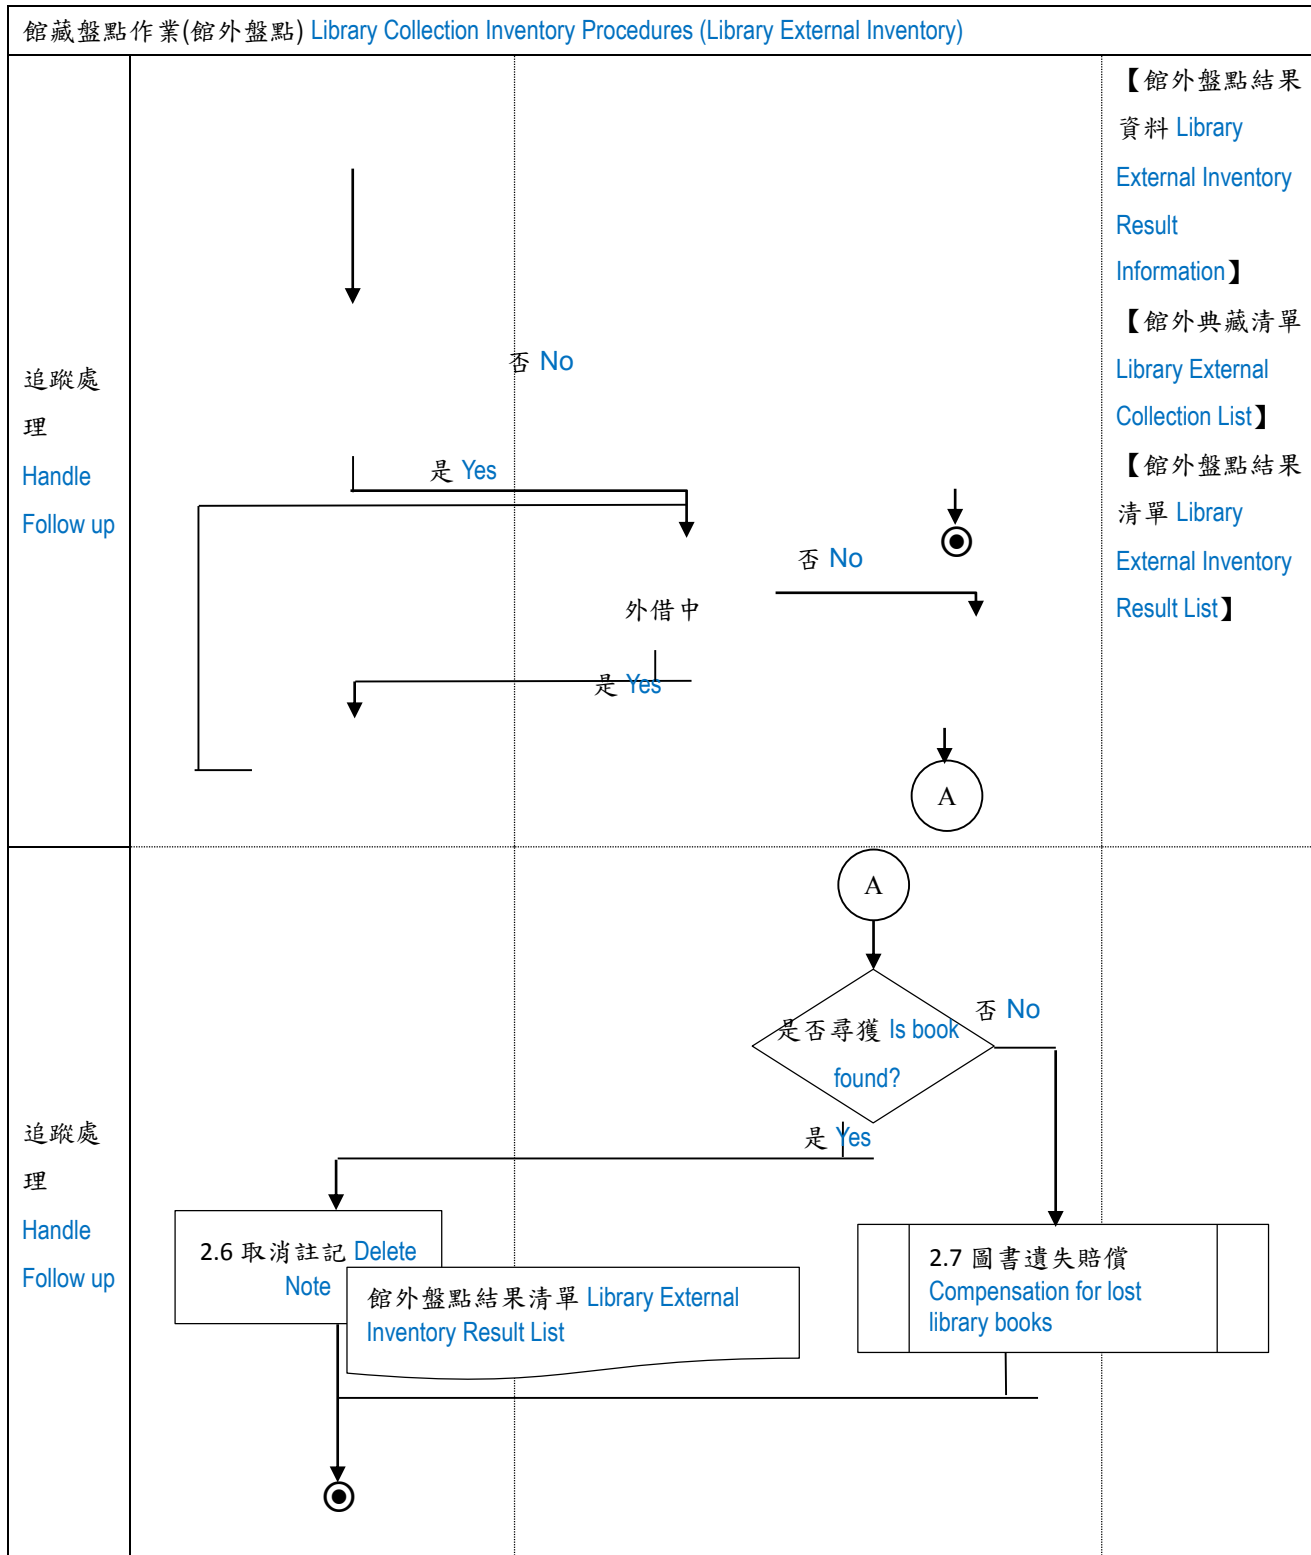 館藏盤點作業(館外盤點) Library Collection Inventory Procedures (Library External Inventory)
追蹤處
理
Handle
Follow up
否 No
是 Yes
否 No
外借中
是 Yes
A
【館外盤點結果
資料 Library
External Inventory
Result
Information】
【館外典藏清單
Library External
Collection List】
【館外盤點結果
清單 Library
External Inventory
Result List】
追蹤處
理
Handle
Follow up
A
是否尋獲 Is book
found?
否 No
是 Yes
2.6 取消註記 Delete
Note
館外盤點結果清單 Library External
Inventory Result List
2.7 圖書遺失賠償
Compensation for lost
library books